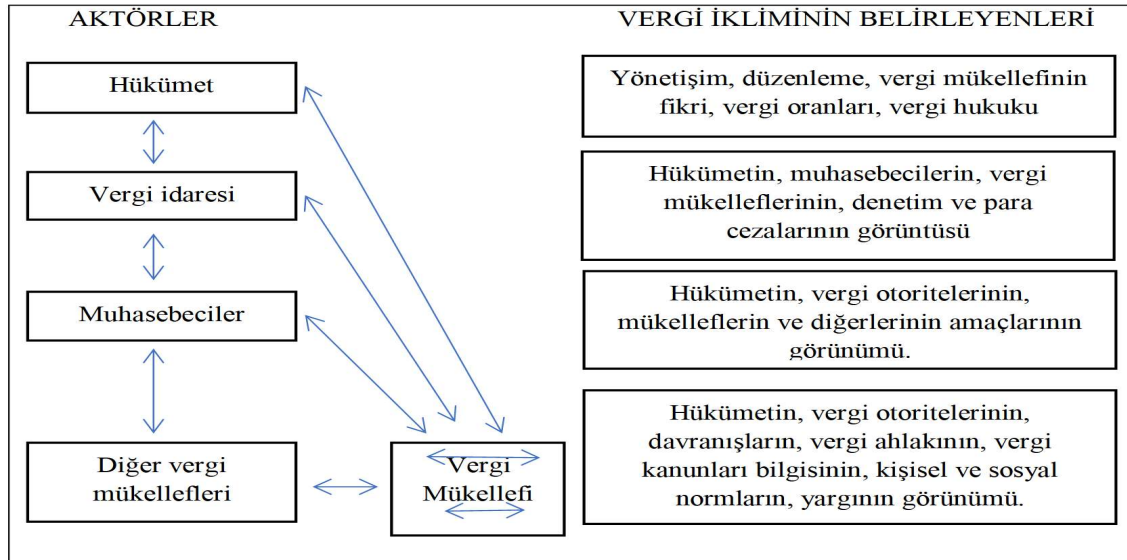 AKTÖRLER
Hükümet
Vergi idaresi
Muhasebeciler
Diğer vergi
mükellefleri
Vergi
Mükellefi
VERGİ İKLİMİNİN BELİRLEYENLERİ
Yönetişim, düzenleme, vergi mükellefinin
fikri, vergi oranları, vergi hukuku
Hükümetin, muhasebecilerin, vergi
mükelleflerinin, denetim ve para
cezalarının görüntüsü
Hükümetin, vergi otoritelerinin,
mükelleflerin ve diğerlerinin amaçlarının
görünümü.
Hükümetin, vergi otoritelerinin,
davranışların, vergi ahlakının, vergi
kanunları bilgisinin, kişisel ve sosyal
normların, yargının görünümü.